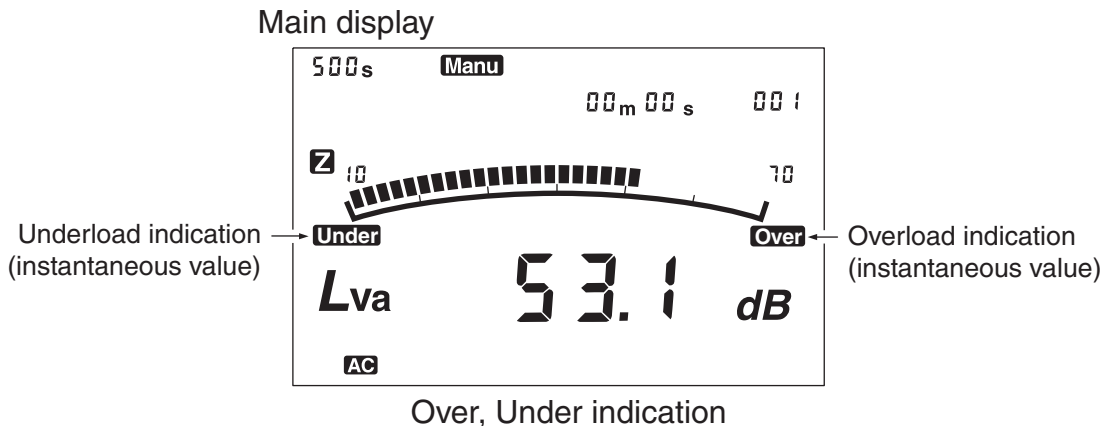 Main display
500s Manu
00m 00s 001
Z 10 70
Underload indication
(instantaneous value)
Under Over
Overload indication
(instantaneous value)
Lva 53.1 dB
AC
Over, Under indication